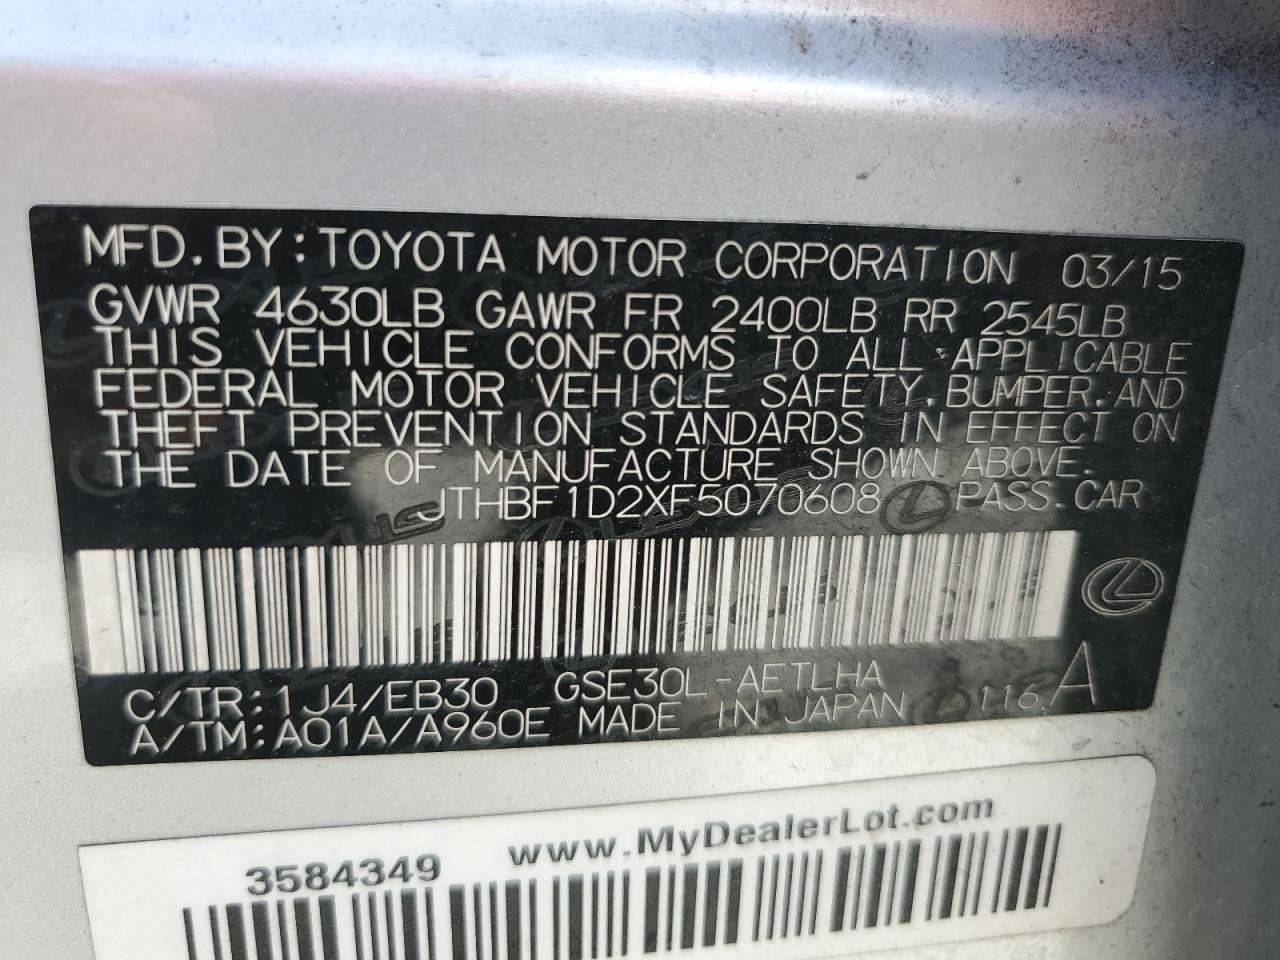 MFD. BY: TOYOTA MOTOR CORPORATION 03/15
GVWR 4630LB GAWR FR 2400LB RR 2545LB
THIS VEHICLE CONFORMS TO ALL APPLICABLE
FEDERAL MOTOR VEHICLE SAFETY, BUMPER, AND
THEFT PREVENTION STANDARDS IN EFFECT ON
THE DATE OF MANUFACTURE SHOWN ABOVE.
JTHBF1D2XF5070608 PASS. CAR
C/TR: 1J4/EB30 GSE30L-AETLHA
A/TM: A01A/A960E MADE IN JAPAN 116 A
3584349 www.MyDealerLot.com